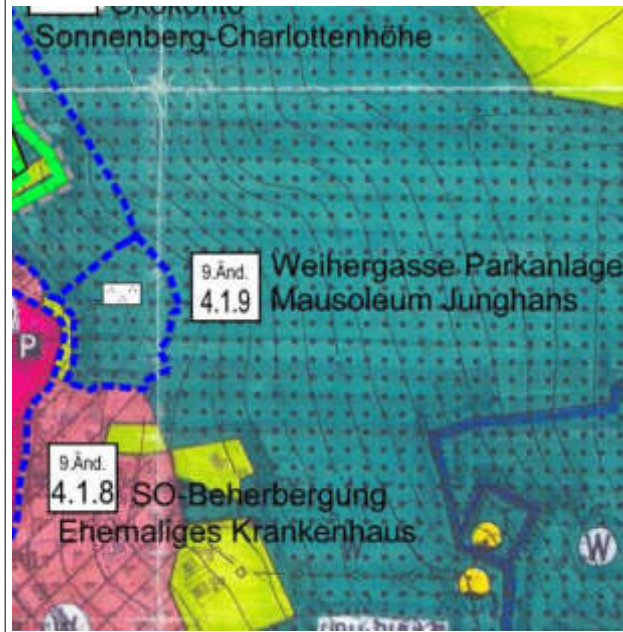 Ökokonto
Sonnenberg-Charlottenhöhe
9.Änd.
4.1.9
Weihergasse Parkanlage
Mausoleum Junghans
P
9.Änd.
4.1.8
SO-Beherbergung
Ehemaliges Krankenhaus
W
W
W